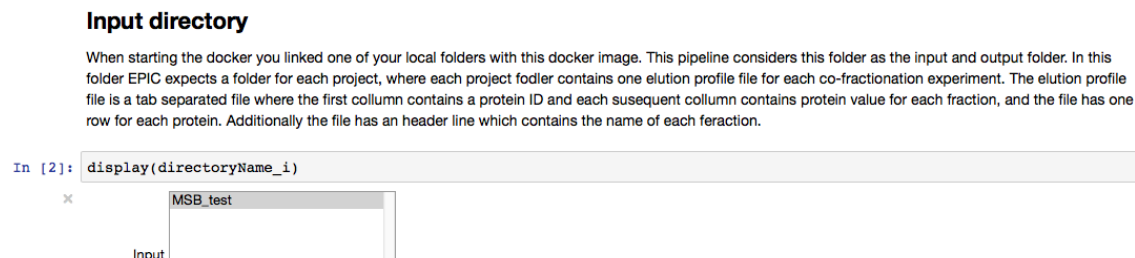 Input directory
When starting the docker you linked one of your local folders with this docker image. This pipeline considers this folder as the input and output folder. In this
folder EPIC expects a folder for each project, where each project fodler contains one elution profile file for each co-fractionation experiment. The elution profile
file is a tab separated file where the first collumn contains a protein ID and each susequent collumn contains protein value for each fraction, and the file has one
row for each protein. Additionally the file has an header line which contains the name of each feraction.
In [2]: display(directoryName_i)
MSB_test
Input